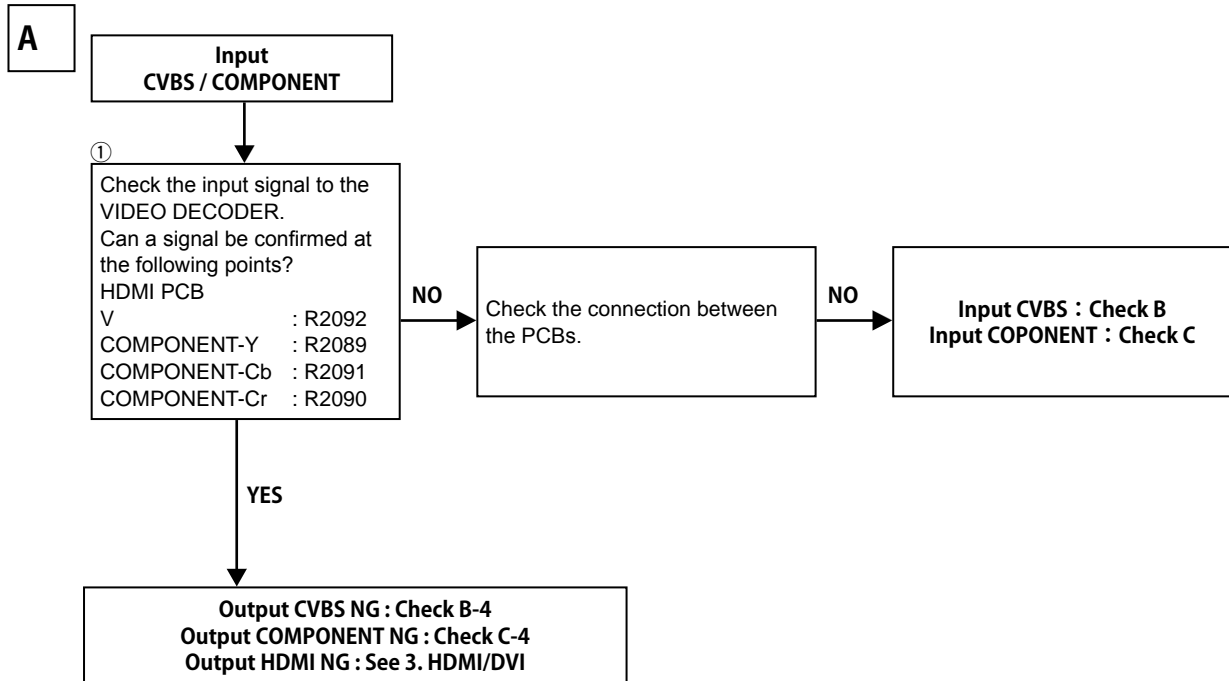 A
Input
CVBS / COMPONENT
①
Check the input signal to the
VIDEO DECODER.
Can a signal be confirmed at
the following points?
HDMI PCB
V : R2092
COMPONENT-Y : R2089
COMPONENT-Cb : R2091
COMPONENT-Cr : R2090
NO
Check the connection between
the PCBs.
NO
Input CVBS：Check B
Input COPONENT：Check C
YES
Output CVBS NG : Check B-4
Output COMPONENT NG : Check C-4
Output HDMI NG : See 3. HDMI/DVI